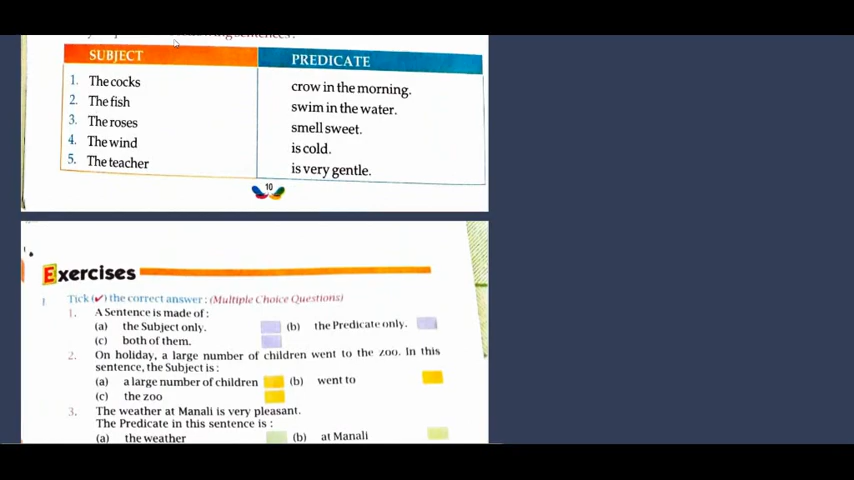 SUBJECT PREDICATE
1. The cocks crow in the morning.
2. The fish swim in the water.
3. The roses smell sweet.
4. The wind is cold.
5. The teacher is very gentle.
10
Exercises
I. Tick (✔) the correct answer : (Multiple Choice Questions)
1. A Sentence is made of :
(a) the Subject only. (b) the Predicate only.
(c) both of them.
2. On holiday, a large number of children went to the zoo. In this
sentence, the Subject is :
(a) a large number of children (b) went to
(c) the zoo
3. The weather at Manali is very pleasant.
The Predicate in this sentence is :
(a) the weather (b) at Manali